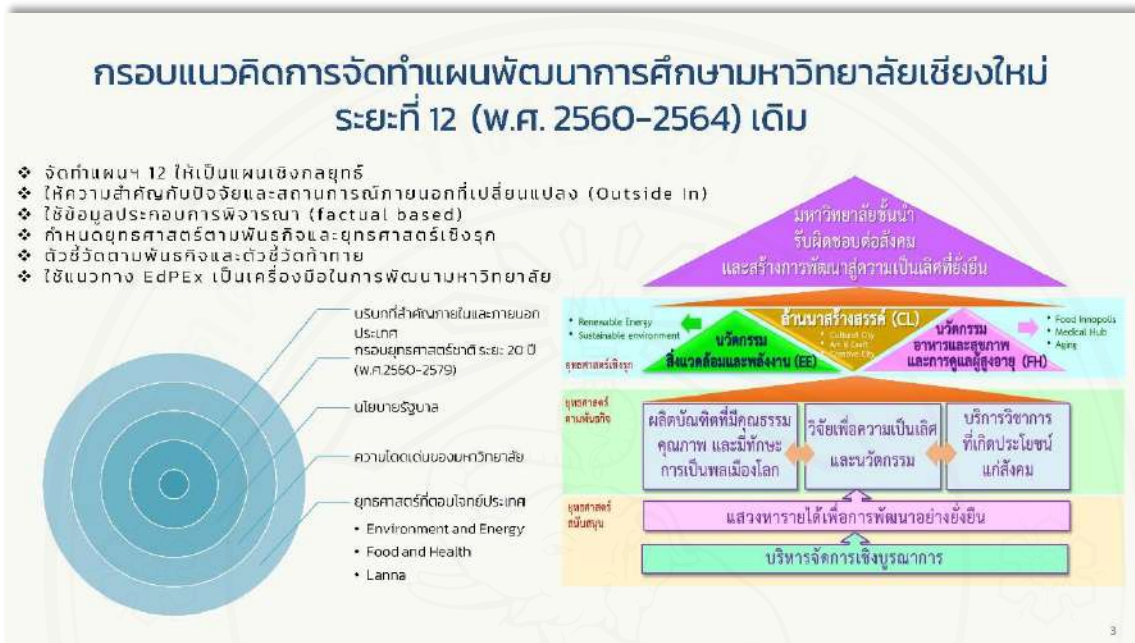 กรอบแนวคิดการจัดทำแผนพัฒนาการศึกษามหาวิทยาลัยเชียงใหม่
ระยะที่ 12 (พ.ศ. 2560-2564) เดิม
❖ จัดทำแผนฯ 12 ให้เป็นแผนเชิงกลยุทธ์
❖ ให้ความสำคัญกับปัจจัยและสถานการณ์ภายนอกที่เปลี่ยนแปลง (Outside In)
❖ ใช้ข้อมูลประกอบการพิจารณา (factual based)
❖ กำหนดยุทธศาสตร์ตามพันธกิจและยุทธศาสตร์เชิงรุก
❖ ตัวชี้วัดตามพันธกิจและตัวชี้วัดท้าทาย
❖ ใช้แนวทาง EdPEx เป็นเครื่องมือในการพัฒนามหาวิทยาลัย
บริบทที่สำคัญภายในและภายนอก
ประเทศ
กรอบยุทธศาสตร์ชาติ ระยะ 20 ปี
(พ.ศ.2560-2579)
นโยบายรัฐบาล
ความโดดเด่นของมหาวิทยาลัย
ยุทธศาสตร์ที่ตอบโจทย์ประเทศ
• Environment and Energy
• Food and Health
• Lanna
มหาวิทยาลัยชั้นนำ
รับผิดชอบต่อสังคม
และสร้างการพัฒนาสู่ความเป็นเลิศที่ยั่งยืน
• Renewable Energy
• Sustainable environment
ยุทธศาสตร์เชิงรุก
นวัตกรรม
สิ่งแวดล้อมและพลังงาน (EE)
ล้านนาสร้างสรรค์ (CL)
• Cultural City
• Art & Craft
• Creative City
นวัตกรรม
อาหารและสุขภาพ
และการดูแลผู้สูงอายุ (FH)
• Food Innopolis
• Medical Hub
• Aging
ยุทธศาสตร์
ตามพันธกิจ
ผลิตบัณฑิตที่มีคุณธรรม
คุณภาพ และมีทักษะ
การเป็นพลเมืองโลก
วิจัยเพื่อความเป็นเลิศ
และนวัตกรรม
บริการวิชาการ
ที่เกิดประโยชน์
แก่สังคม
ยุทธศาสตร์
สนับสนุน
แสวงหารายได้เพื่อการพัฒนาอย่างยั่งยืน
บริหารจัดการเชิงบูรณาการ
3